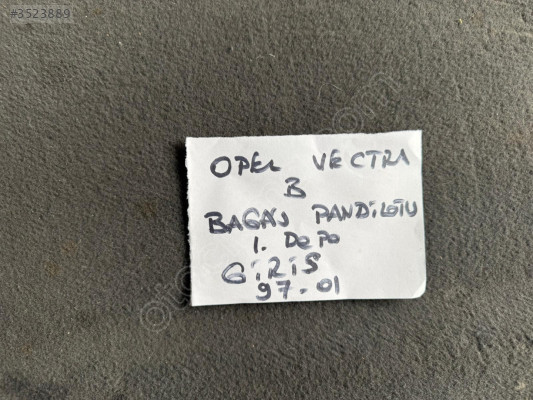 #3523889
OPEL VECTRA
B
BAGAJ PANDİZOTU
1. DEPO
GİRİŞ
97-01